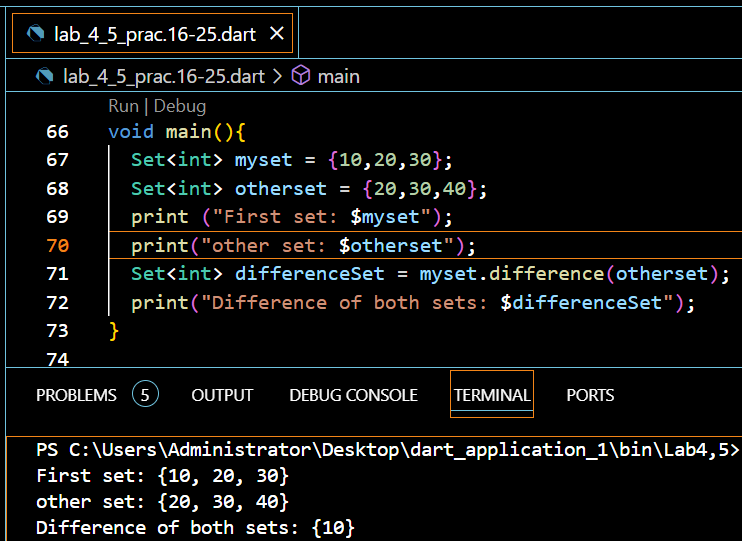 lab_4_5_prac.16-25.dart ×
lab_4_5_prac.16-25.dart > main
Run | Debug
66 void main(){
67 Set<int> myset = {10,20,30};
68 Set<int> otherset = {20,30,40};
69 print ("First set: $myset");
70 print("other set: $otherset");
71 Set<int> differenceSet = myset.difference(otherset);
72 print("Difference of both sets: $differenceSet");
73 }
74
PROBLEMS 5 OUTPUT DEBUG CONSOLE TERMINAL PORTS
PS C:\Users\Administrator\Desktop\dart_application_1\bin\Lab4,5>
First set: {10, 20, 30}
other set: {20, 30, 40}
Difference of both sets: {10}